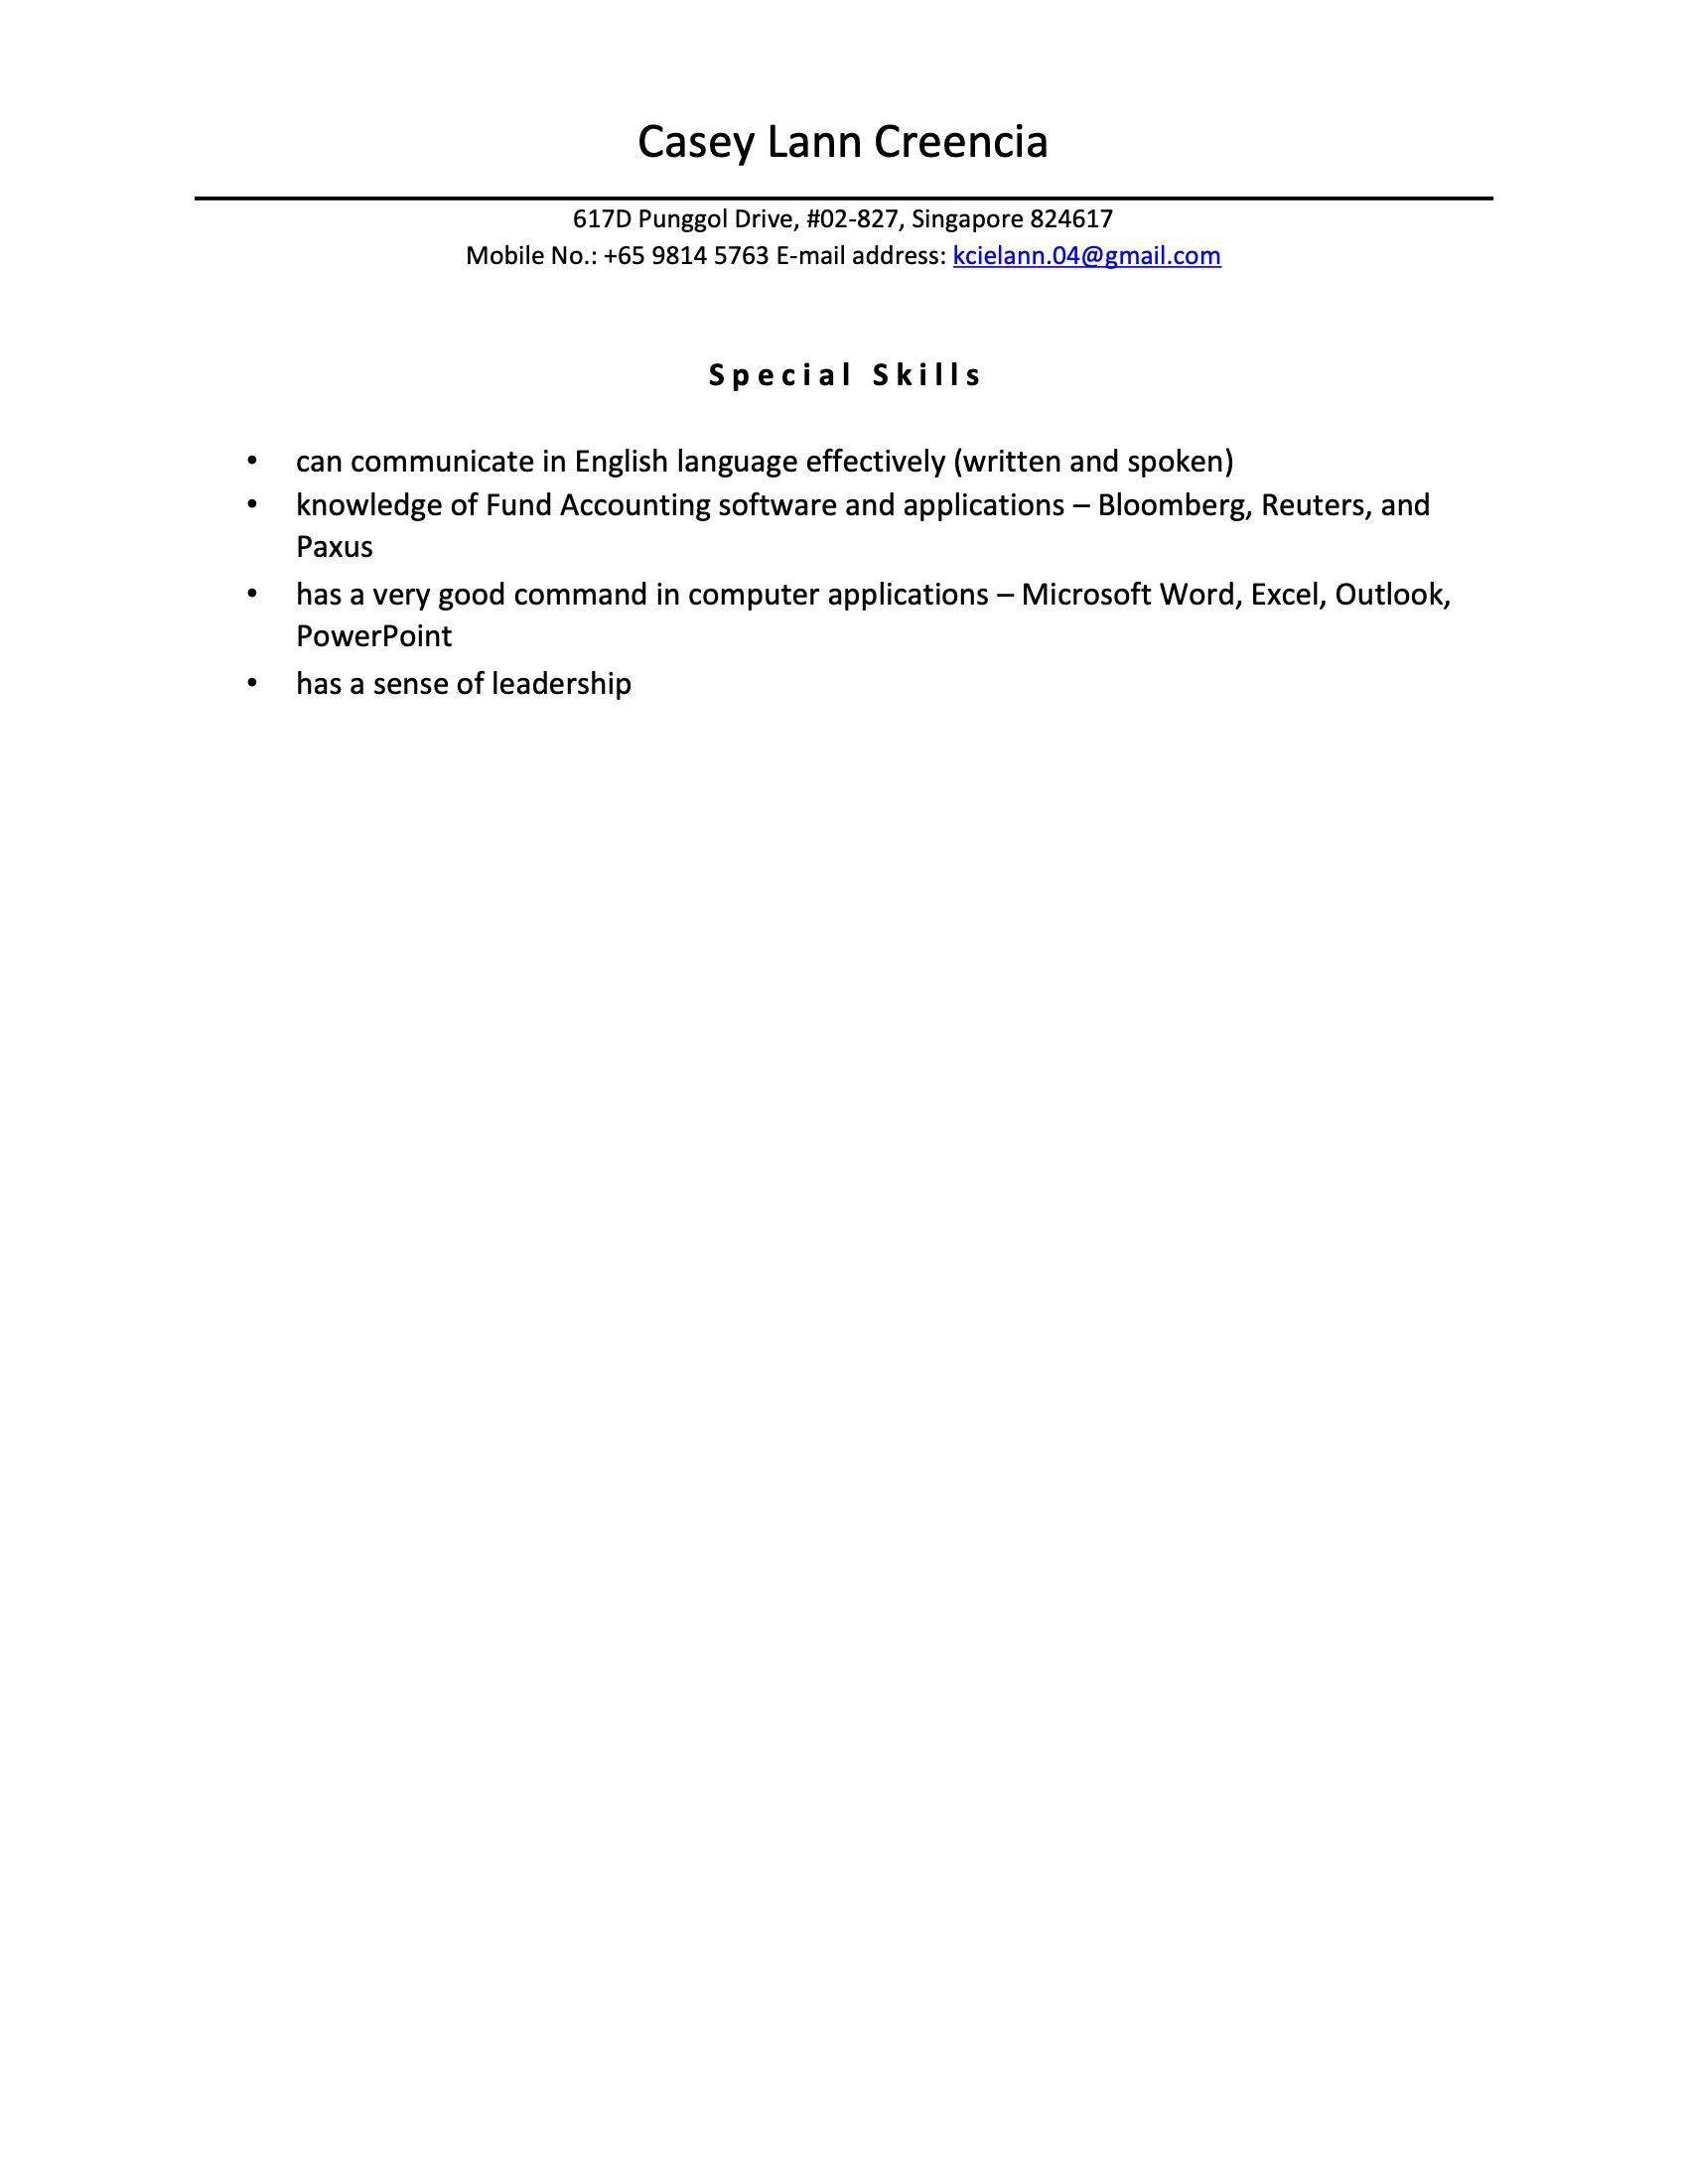 Casey Lann Creencia
617D Punggol Drive, #02-827, Singapore 824617
Mobile No.: +65 9814 5763 E-mail address: kcielann.04@gmail.com
Special Skills
• can communicate in English language effectively (written and spoken)
• knowledge of Fund Accounting software and applications – Bloomberg, Reuters, and
Paxus
• has a very good command in computer applications – Microsoft Word, Excel, Outlook,
PowerPoint
• has a sense of leadership